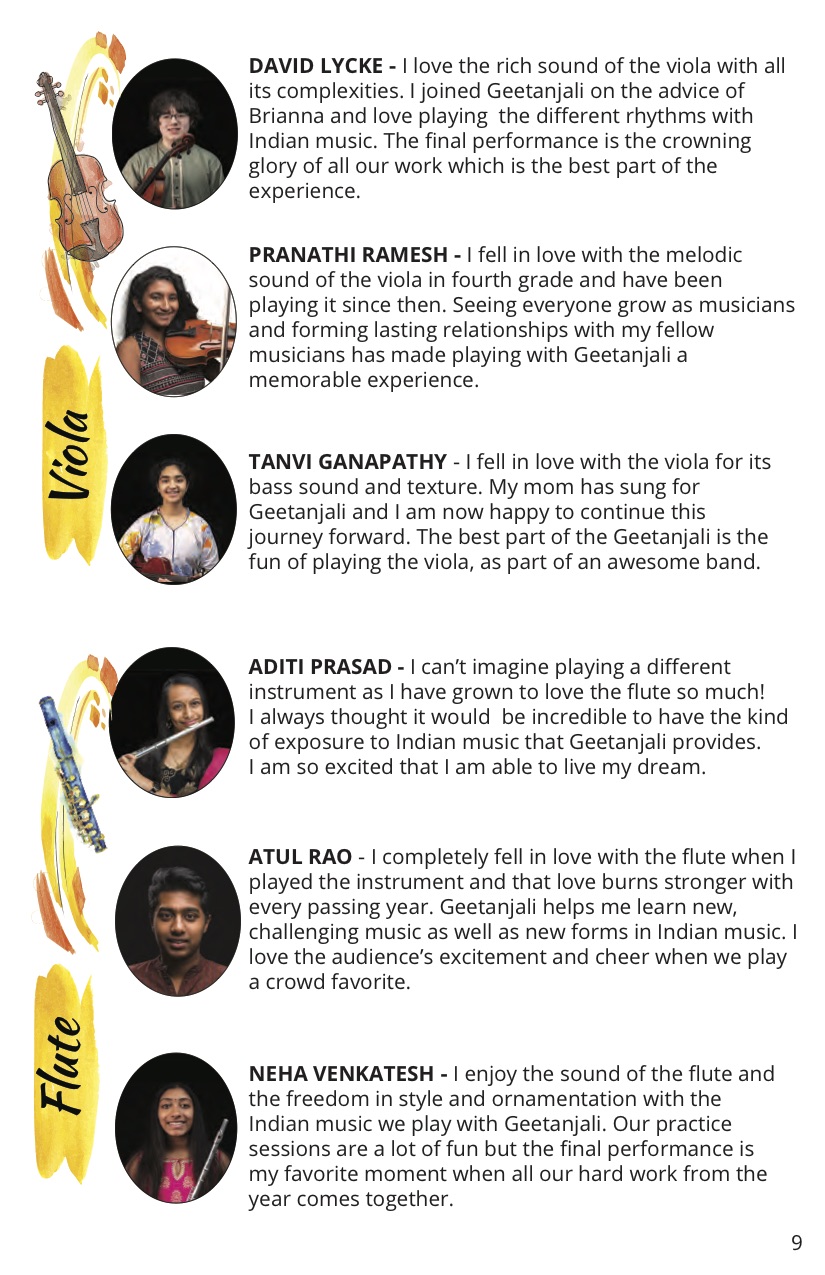 DAVID LYCKE - I love the rich sound of the viola with all
its complexities. I joined Geetanjali on the advice of
Brianna and love playing  the different rhythms with
Indian music. The final performance is the crowning
glory of all our work which is the best part of the
experience.
PRANATHI RAMESH - I fell in love with the melodic
sound of the viola in fourth grade and have been
playing it since then. Seeing everyone grow as musicians
and forming lasting relationships with my fellow
musicians has made playing with Geetanjali a
memorable experience.
Viola
TANVI GANAPATHY - I fell in love with the viola for its
bass sound and texture. My mom has sung for
Geetanjali and I am now happy to continue this
journey forward. The best part of the Geetanjali is the
fun of playing the viola, as part of an awesome band.
ADITI PRASAD - I can’t imagine playing a different
instrument as I have grown to love the flute so much!
I always thought it would  be incredible to have the kind
of exposure to Indian music that Geetanjali provides.
I am so excited that I am able to live my dream.
ATUL RAO - I completely fell in love with the flute when I
played the instrument and that love burns stronger with
every passing year. Geetanjali helps me learn new,
challenging music as well as new forms in Indian music. I
love the audience’s excitement and cheer when we play
a crowd favorite.
Flute
NEHA VENKATESH - I enjoy the sound of the flute and
the freedom in style and ornamentation with the
Indian music we play with Geetanjali. Our practice
sessions are a lot of fun but the final performance is
my favorite moment when all our hard work from the
year comes together.
9